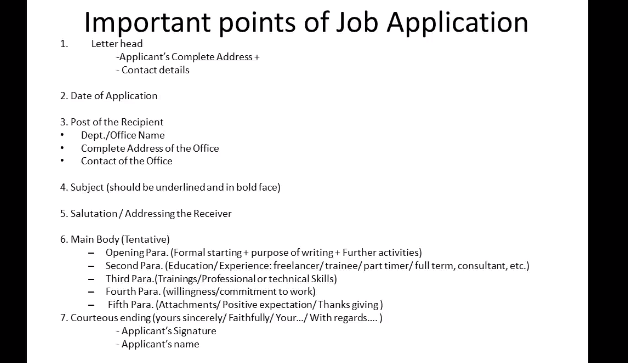 Important points of Job Application
1. Letter head
-Applicant's Complete Address +
- Contact details
2. Date of Application
3. Post of the Recipient
• Dept./Office Name
• Complete Address of the Office
• Contact of the Office
4. Subject (should be underlined and in bold face)
5. Salutation / Addressing the Receiver
6. Main Body (Tentative)
– Opening Para. (Formal starting + purpose of writing + Further activities)
– Second Para. (Education/ Experience: freelancer/ trainee/ part timer/ full term, consultant, etc.)
– Third Para.(Trainings/Professional or technical Skills)
– Fourth Para. (willingness/commitment to work)
– Fifth Para. (Attachments/ Positive expectation/ Thanks giving )
7. Courteous ending (yours sincerely/ Faithfully/ Your.../ With regards.... )
- Applicant's Signature
- Applicant's name